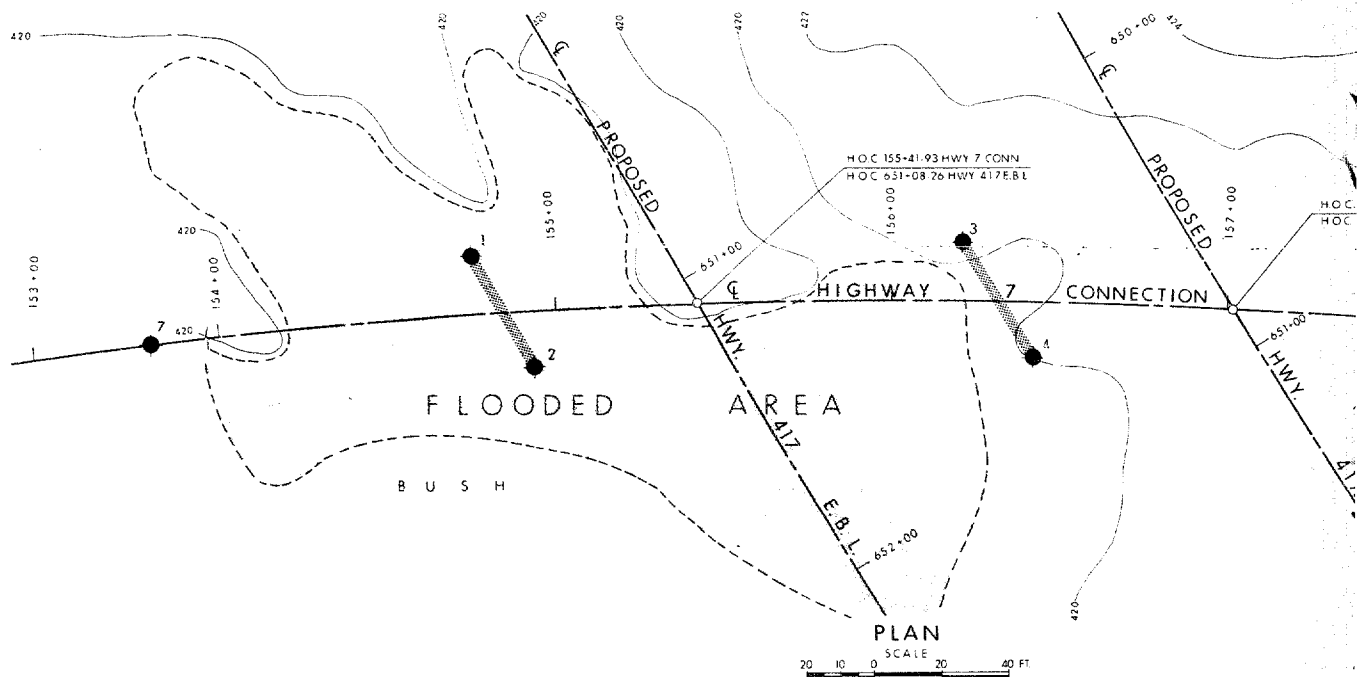 420
420
420
420
422
424
℄
650+00
℄
PROPOSED
PROPOSED
H.O.C 155+41·93 HWY 7 CONN
H.O.C 651+08·26 HWY 417 E.B.L
H.O.C.
H.O.C
153+00
154+00
155+00
156+00
157+00
420
420
1
2
3
4
7
651+00
℄ HIGHWAY 7 CONNECTION
651+00
HWY. 417 E.B.L.
HWY. 417
FLOODED AREA
BUSH
652+00
420
PLAN
SCALE
20 10 0 20 40 FT.